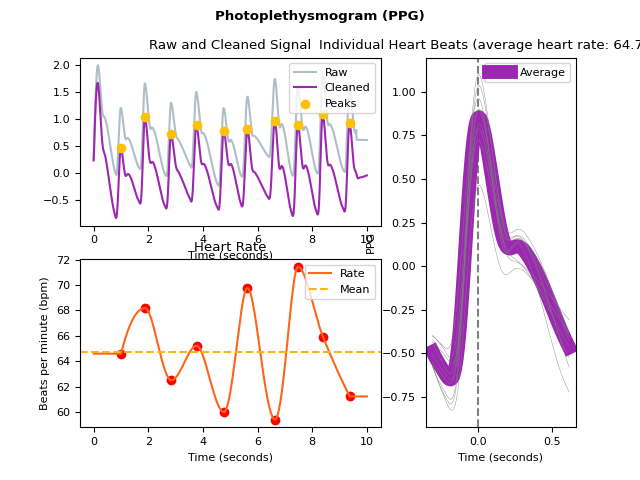 Photoplethysmogram (PPG)
Raw and Cleaned Signal
Individual Heart Beats (average heart rate: 64.7
Raw
Cleaned
Peaks
2.0
1.5
1.0
0.5
0.0
−0.5
0 2 4 6 8 10
Time (seconds)
Heart Rate
Rate
Mean
Beats per minute (bpm)
72
70
68
66
64
62
60
0 2 4 6 8 10
Time (seconds)
Average
PPG
1.00
0.75
0.50
0.25
0.00
−0.25
−0.50
−0.75
0.0 0.5
Time (seconds)